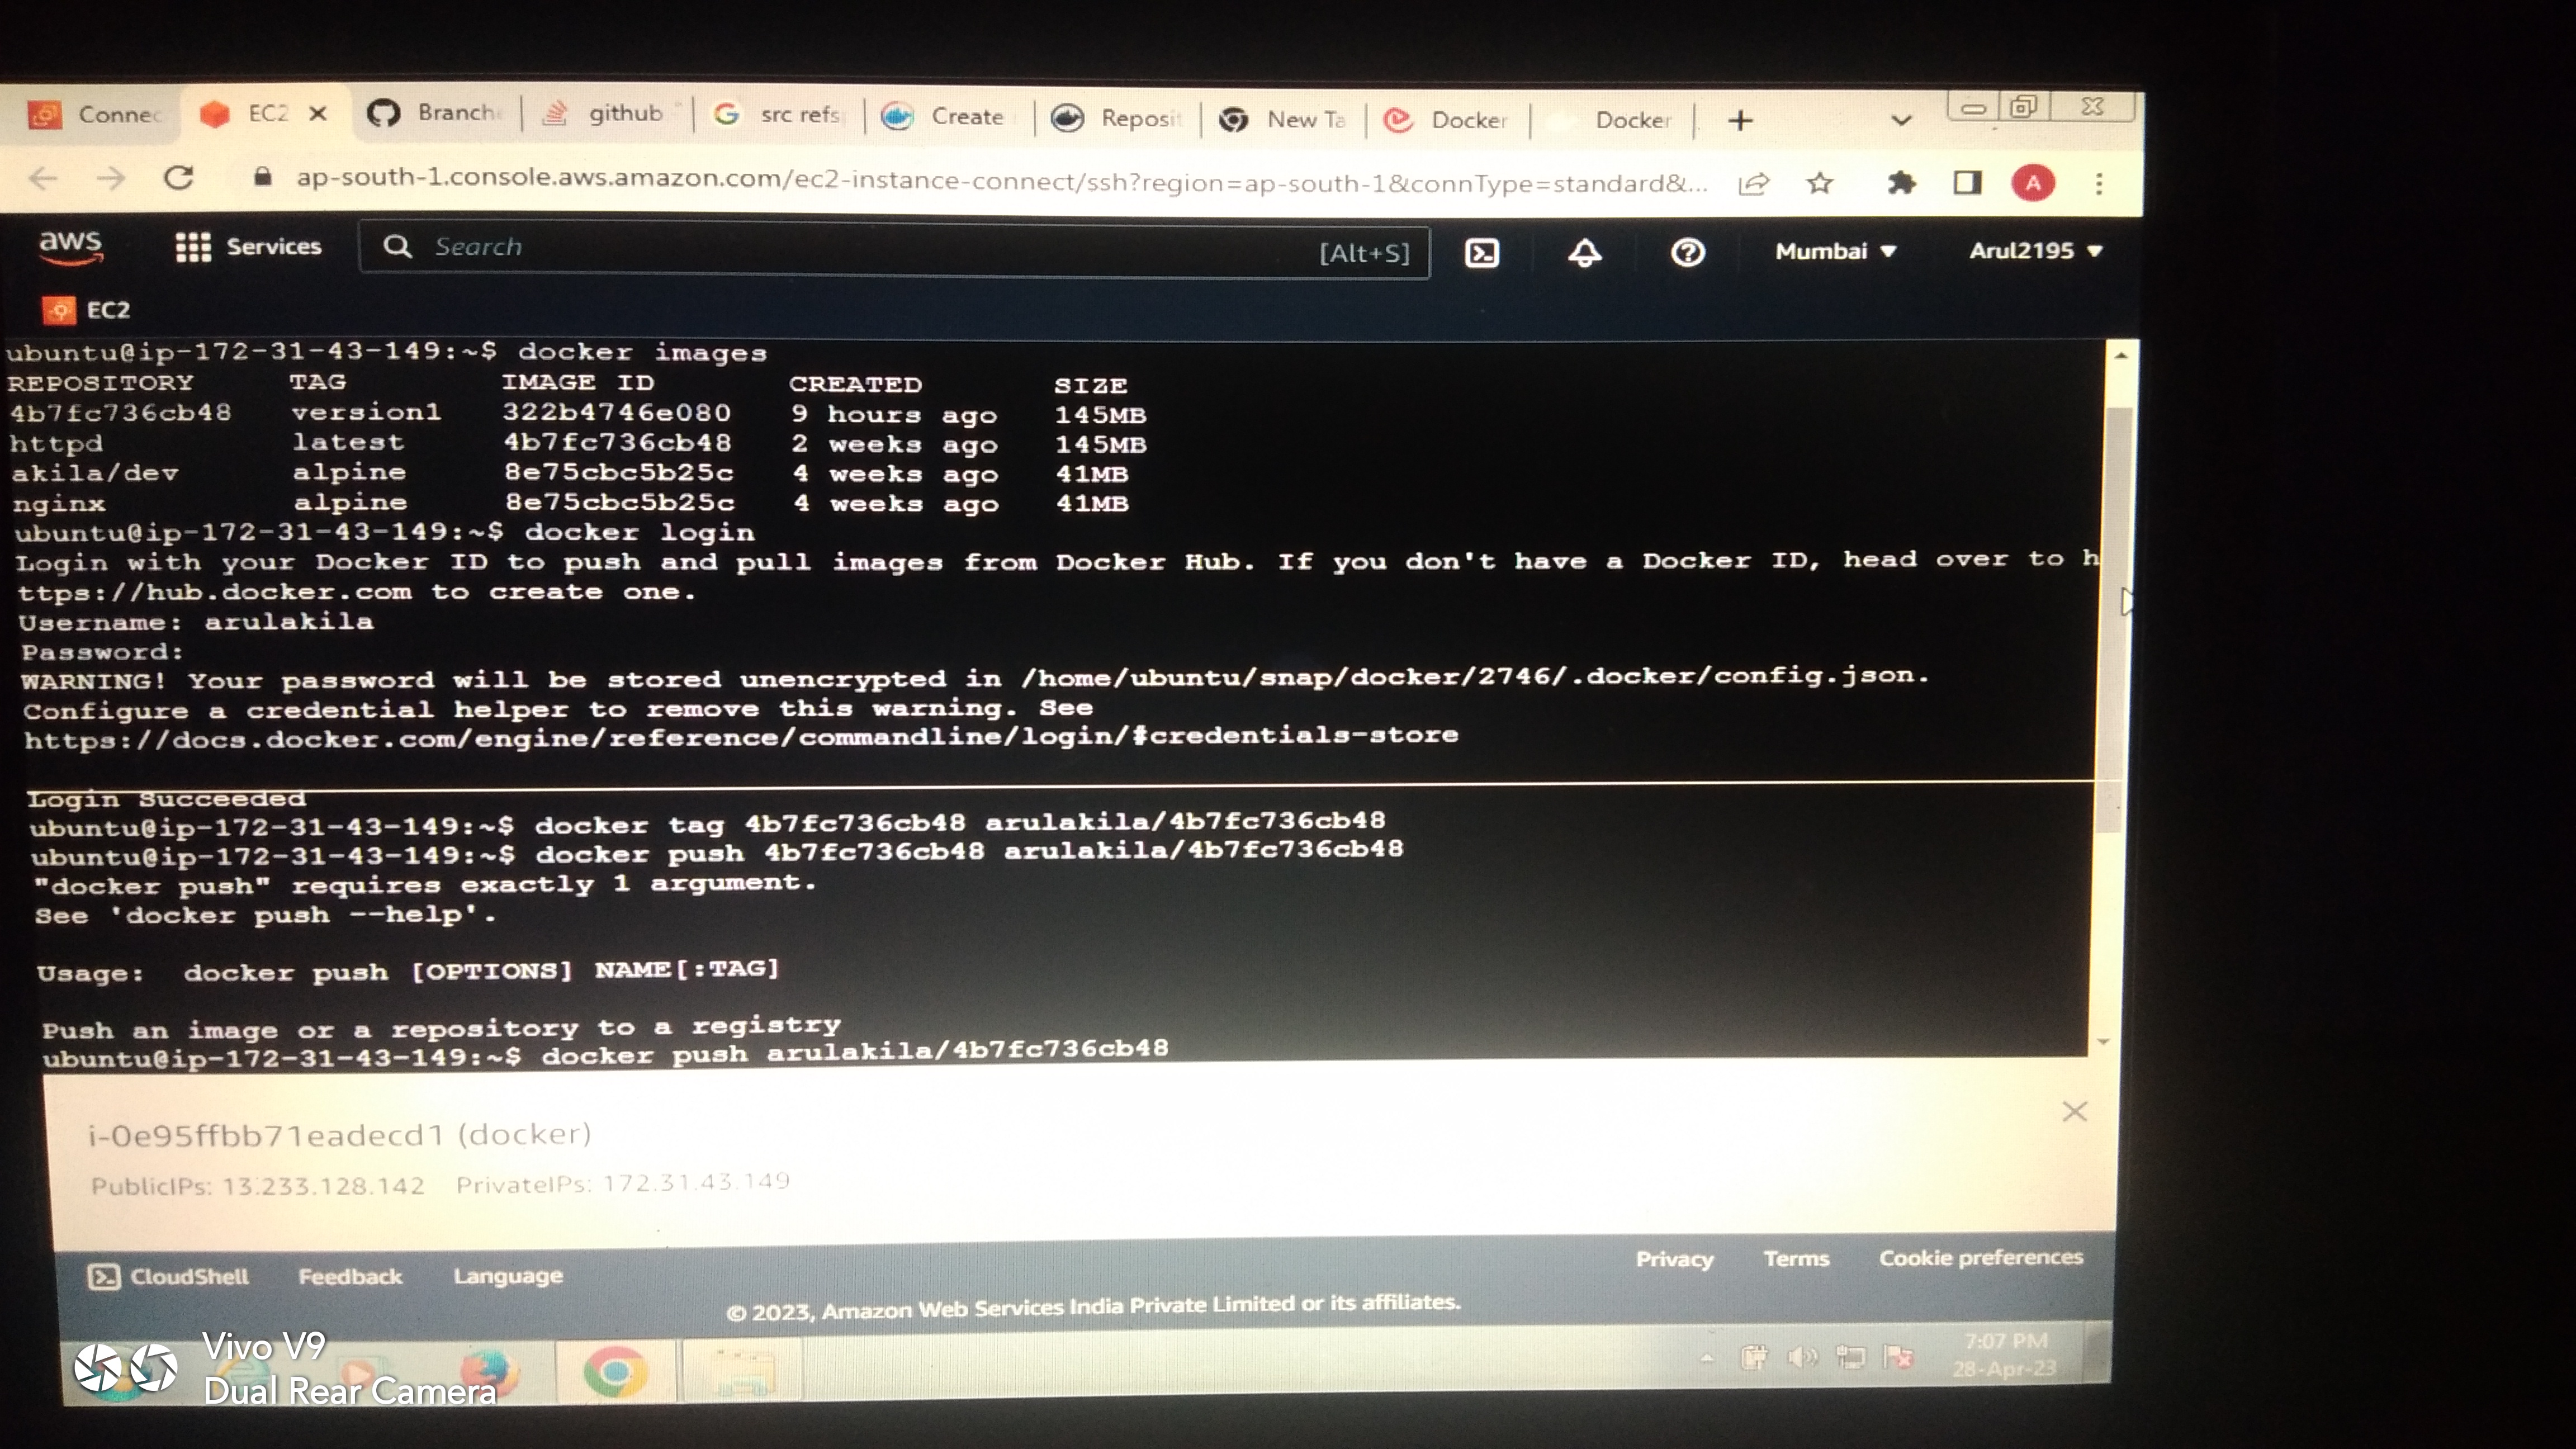 Connec
EC2
Branche
github
src refs
Create
Reposit
New Ta
Docker
Docker
ap-south-1.console.aws.amazon.com/ec2-instance-connect/ssh?region=ap-south-1&connType=standard&...
A
aws
Services
Search
[Alt+S]
Mumbai
Arul2195
EC2
ubuntu@ip-172-31-43-149:~$ docker images
REPOSITORY TAG IMAGE ID CREATED SIZE
4b7fc736cb48 version1 322b4746e080 9 hours ago 145MB
httpd latest 4b7fc736cb48 2 weeks ago 145MB
akila/dev alpine 8e75cbc5b25c 4 weeks ago 41MB
nginx alpine 8e75cbc5b25c 4 weeks ago 41MB
ubuntu@ip-172-31-43-149:~$ docker login
Login with your Docker ID to push and pull images from Docker Hub. If you don't have a Docker ID, head over to h
ttps://hub.docker.com to create one.
Username: arulakila
Password:
WARNING! Your password will be stored unencrypted in /home/ubuntu/snap/docker/2746/.docker/config.json.
Configure a credential helper to remove this warning. See
https://docs.docker.com/engine/reference/commandline/login/#credentials-store
Login Succeeded
ubuntu@ip-172-31-43-149:~$ docker tag 4b7fc736cb48 arulakila/4b7fc736cb48
ubuntu@ip-172-31-43-149:~$ docker push 4b7fc736cb48 arulakila/4b7fc736cb48
"docker push" requires exactly 1 argument.
See 'docker push --help'.
Usage: docker push [OPTIONS] NAME[:TAG]
Push an image or a repository to a registry
ubuntu@ip-172-31-43-149:~$ docker push arulakila/4b7fc736cb48
i-0e95ffbb71eadecd1 (docker)
PublicIPs: 13.233.128.142 PrivateIPs: 172.31.43.149
CloudShell Feedback Language
Privacy Terms Cookie preferences
© 2023, Amazon Web Services India Private Limited or its affiliates.
7:07 PM
28-Apr-23
Vivo V9
Dual Rear Camera